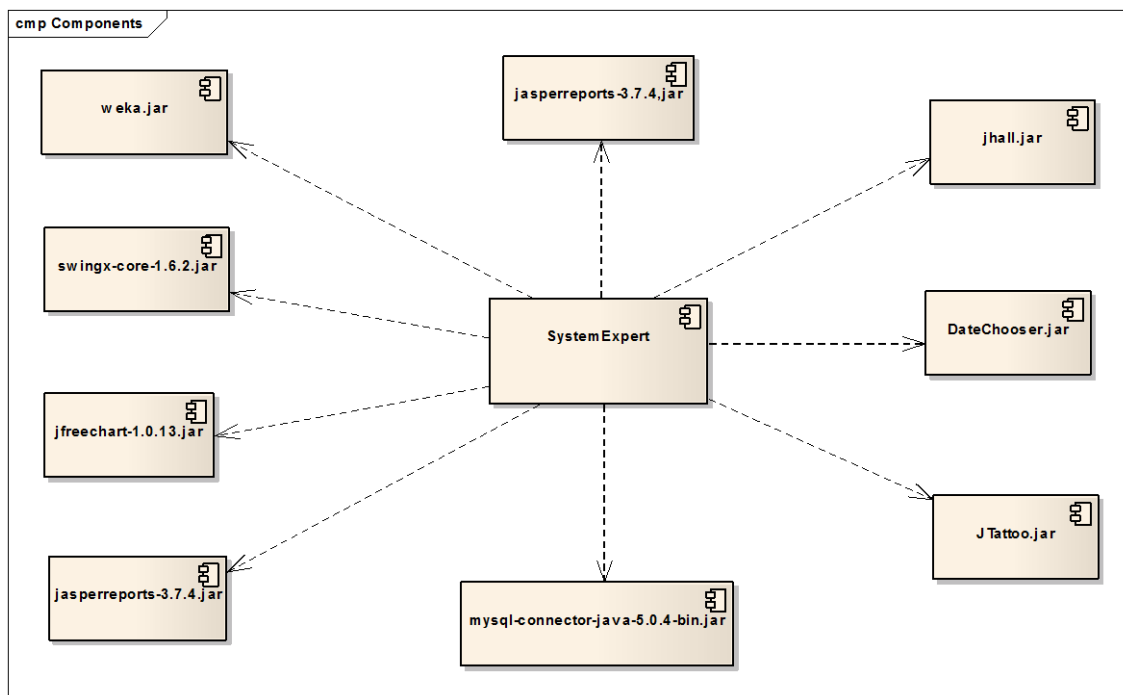 cmp Components
weka.jar
jasperreports-3.7.4,jar
jhall.jar
swingx-core-1.6.2.jar
SystemExpert
DateChooser.jar
jfreechart-1.0.13.jar
JTattoo.jar
jasperreports-3.7.4.jar
mysql-connector-java-5.0.4-bin.jar